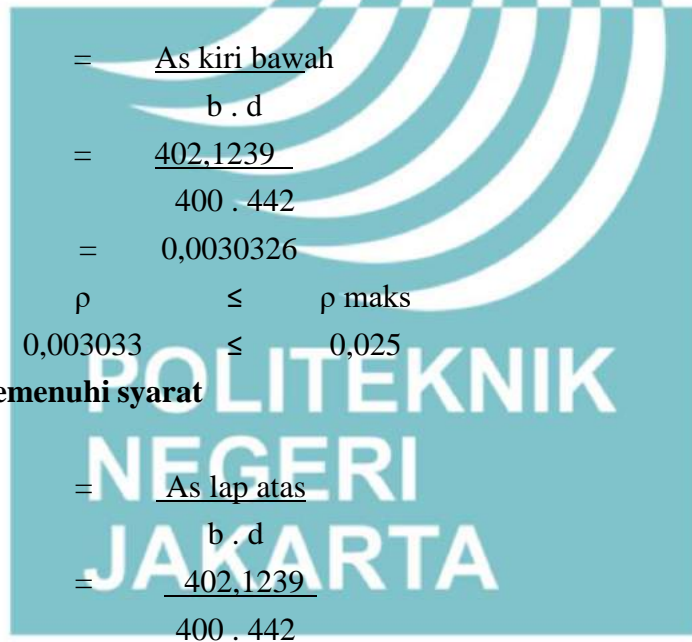 = As kiri bawah
b . d
= 402,1239
400 . 442
= 0,0030326
ρ ≤ ρ maks
0,003033 ≤ 0,025
emenuhi syarat
POLITEKNIK
NEGERI
JAKARTA
= As lap atas
b . d
= 402,1239
400 . 442